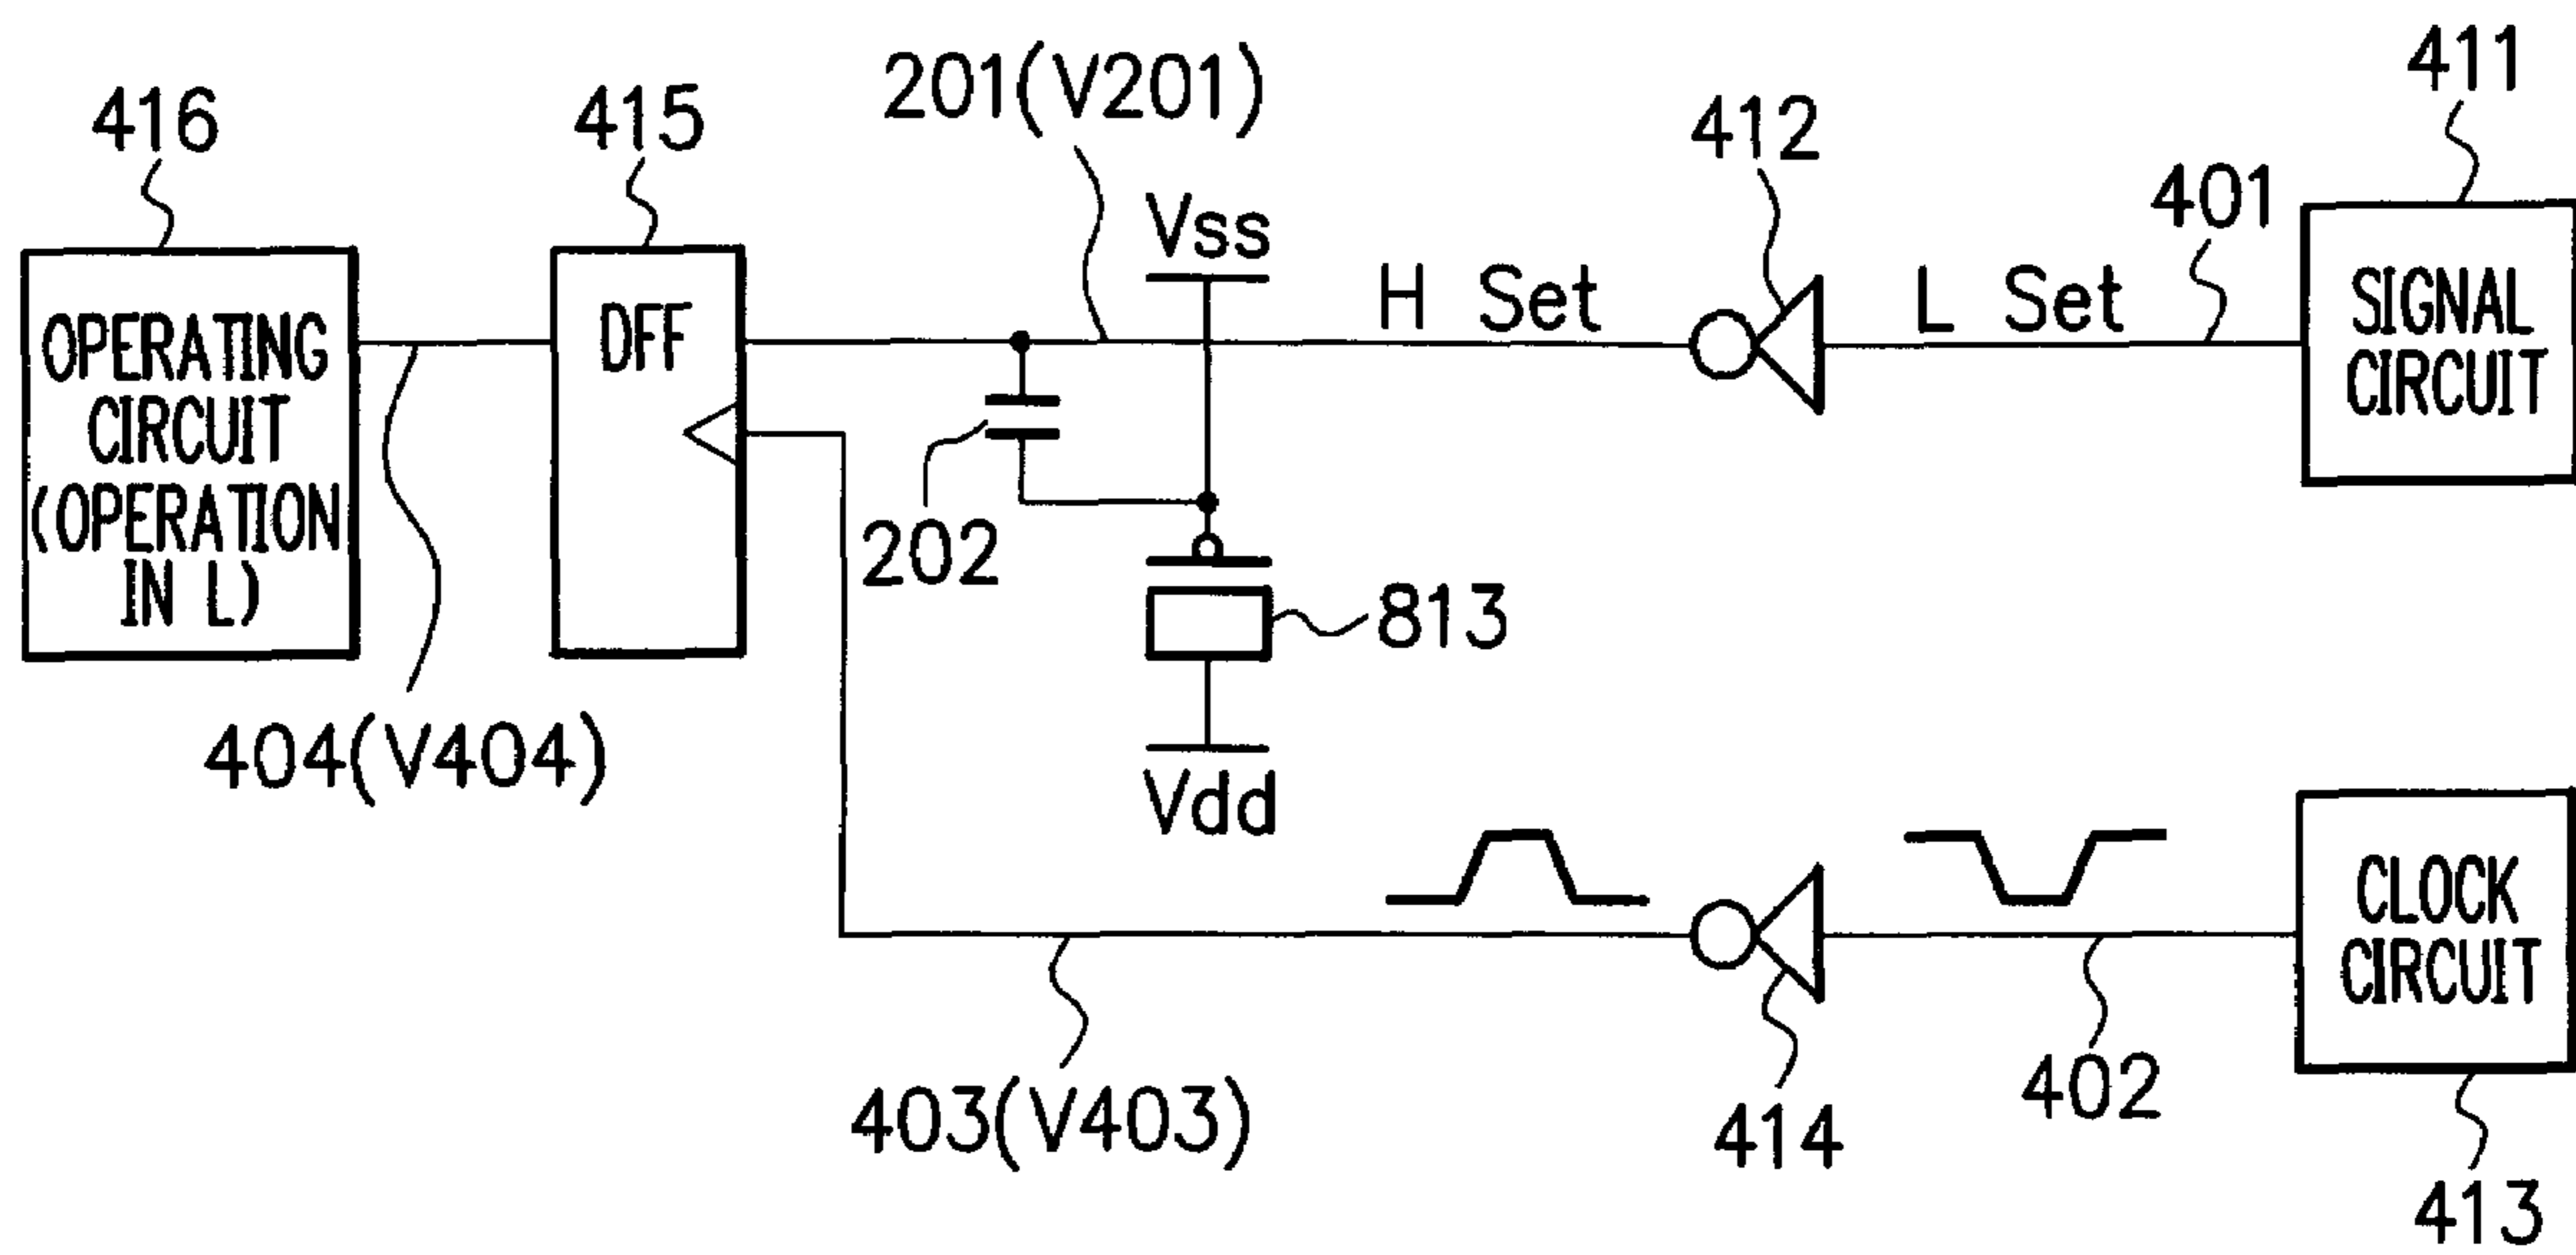 411
201(V201)
416
415
412
401
Vss
H Set
L Set
SIGNAL
CIRCUIT
DFF
OPERATING
CIRCUIT
(OPERATION
IN L)
202
813
404(V404)
Vdd
CLOCK
CIRCUIT
403(V403)
414
402
413